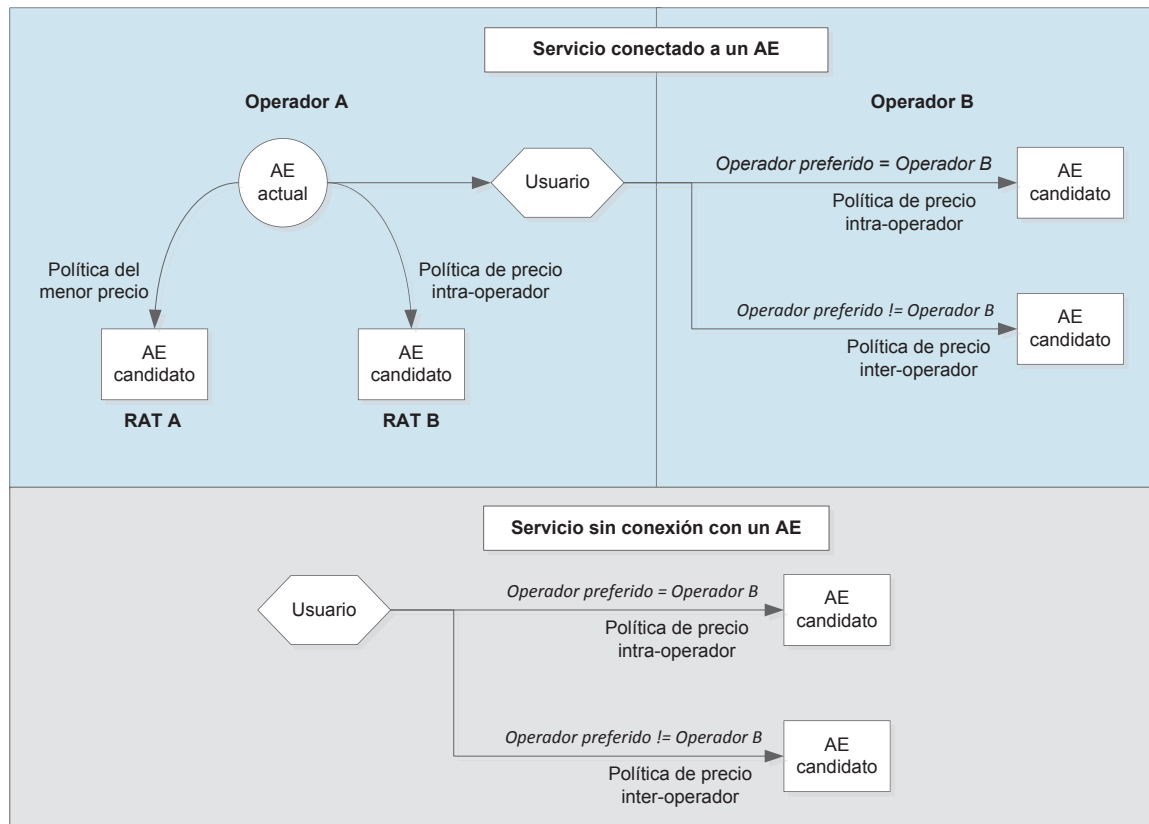 Servicio conectado a un AE
Operador A
Operador B
AE
actual
Usuario
Operador preferido = Operador B
Política de precio
intra-operador
AE
candidato
Política del
menor precio
Política de precio
intra-operador
Operador preferido != Operador B
Política de precio
inter-operador
AE
candidato
AE
candidato
RAT A
AE
candidato
RAT B
Servicio sin conexión con un AE
Usuario
Operador preferido = Operador B
Política de precio
intra-operador
AE
candidato
Operador preferido != Operador B
Política de precio
inter-operador
AE
candidato